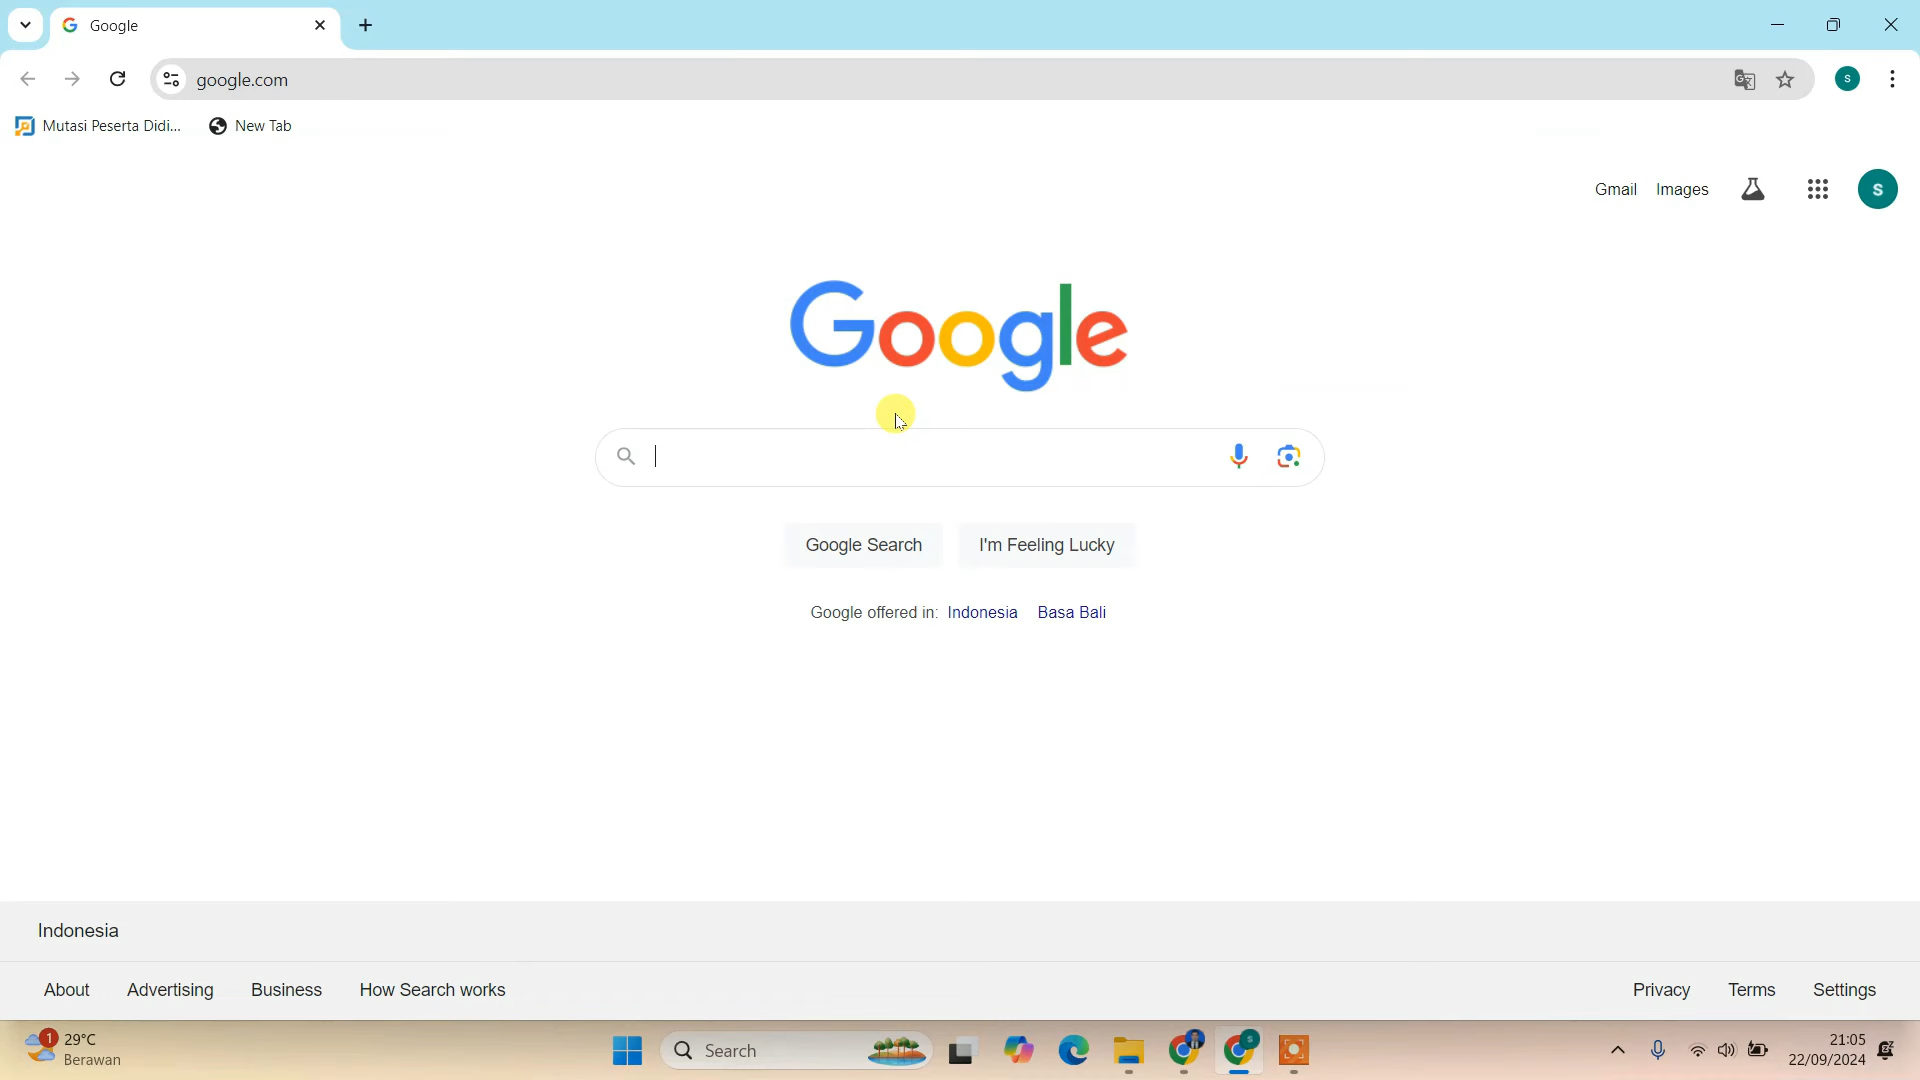 Google
google.com
S
Mutasi Peserta Didi...
New Tab
Gmail
Images
S
Google
Google Search
I'm Feeling Lucky
Google offered in: Indonesia Basa Bali
Indonesia
About
Advertising
Business
How Search works
Privacy
Terms
Settings
1
29°C
Berawan
Search
S
21:05
22/09/2024